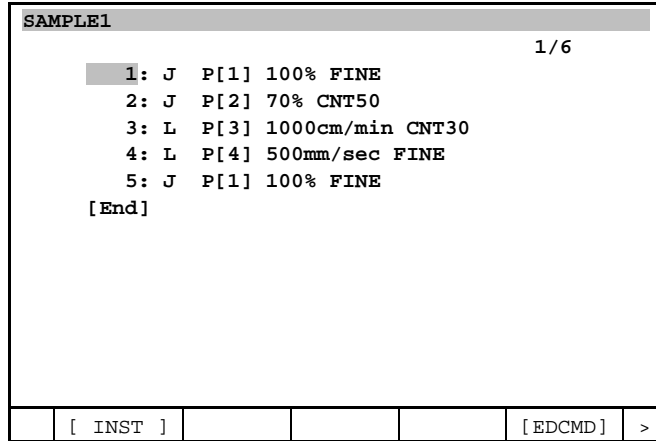 SAMPLE1
1/6
1: J P[1] 100% FINE
2: J P[2] 70% CNT50
3: L P[3] 1000cm/min CNT30
4: L P[4] 500mm/sec FINE
5: J P[1] 100% FINE
[End]
[ INST ] [EDCMD] >